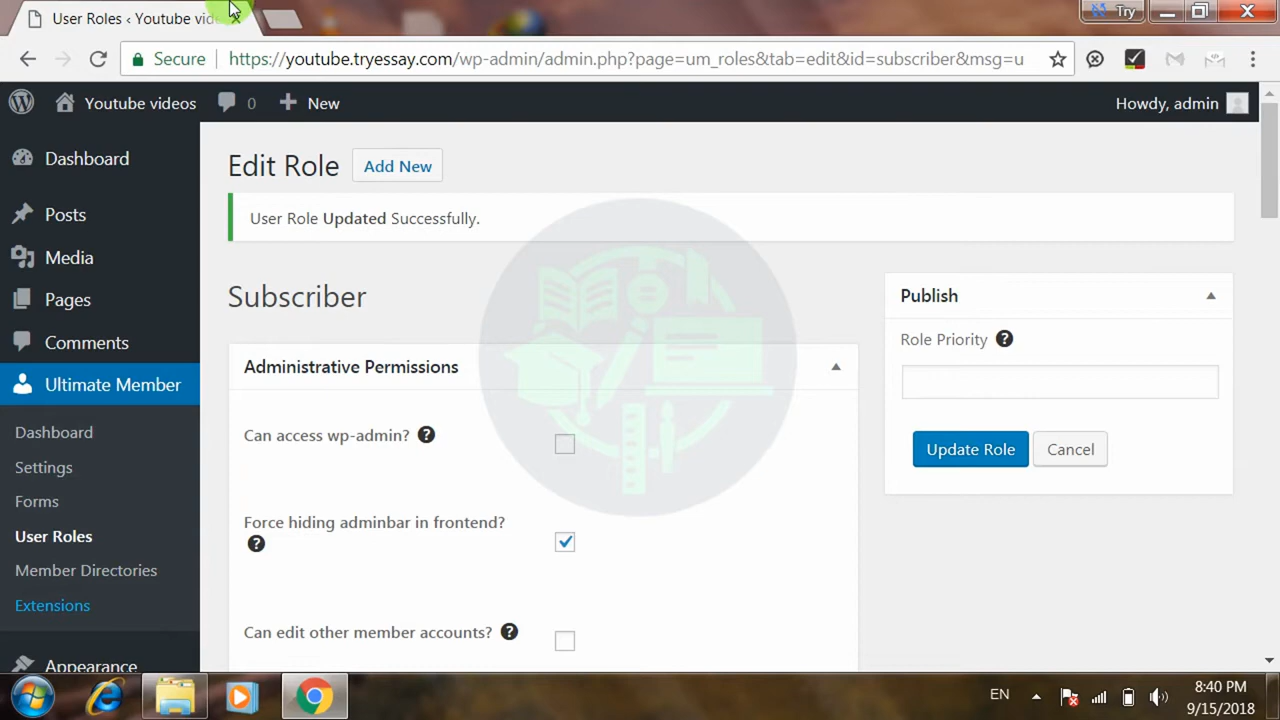 User Roles ‹ Youtube vide
Try
Secure
https://youtube.tryessay.com/wp-admin/admin.php?page=um_roles&tab=edit&id=subscriber&msg=u
Youtube videos
0
New
Howdy, admin
Dashboard
Posts
Media
Pages
Comments
Ultimate Member
Dashboard
Settings
Forms
User Roles
Member Directories
Extensions
Appearance
Edit Role
Add New
User Role Updated Successfully.
Subscriber
Administrative Permissions
Can access wp-admin?
Force hiding adminbar in frontend?
Can edit other member accounts?
Publish
Role Priority
Update Role
Cancel
EN
8:40 PM
9/15/2018